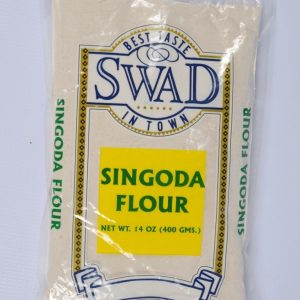 BEST TASTE
SWAD
IN TOWN
SINGODA
FLOUR
NET WT. 14 OZ (400 GMS.)
SINGODA FLOUR
SINGODA FLOUR